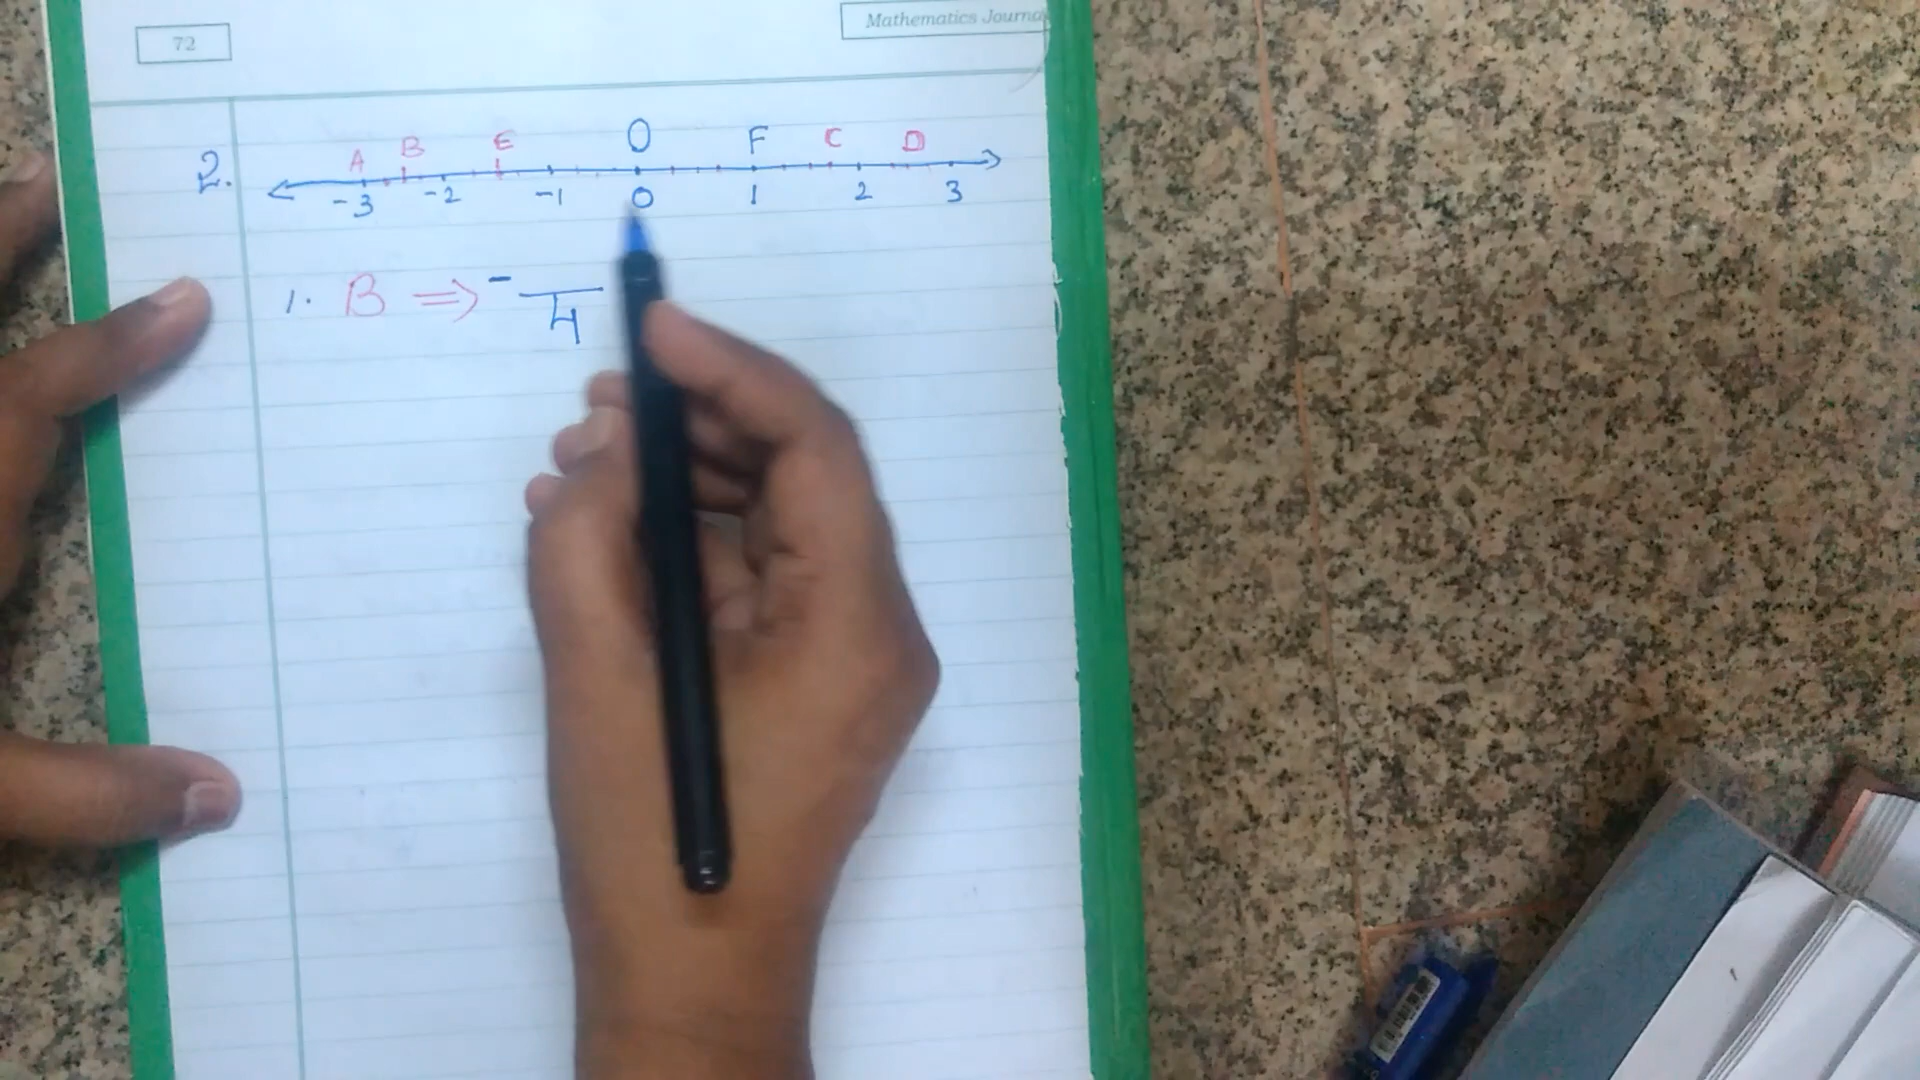 72
Mathematics Journa
A B E O F C D
2.
-3 -2 -1 0 1 2 3
1. B ⇒ - /4